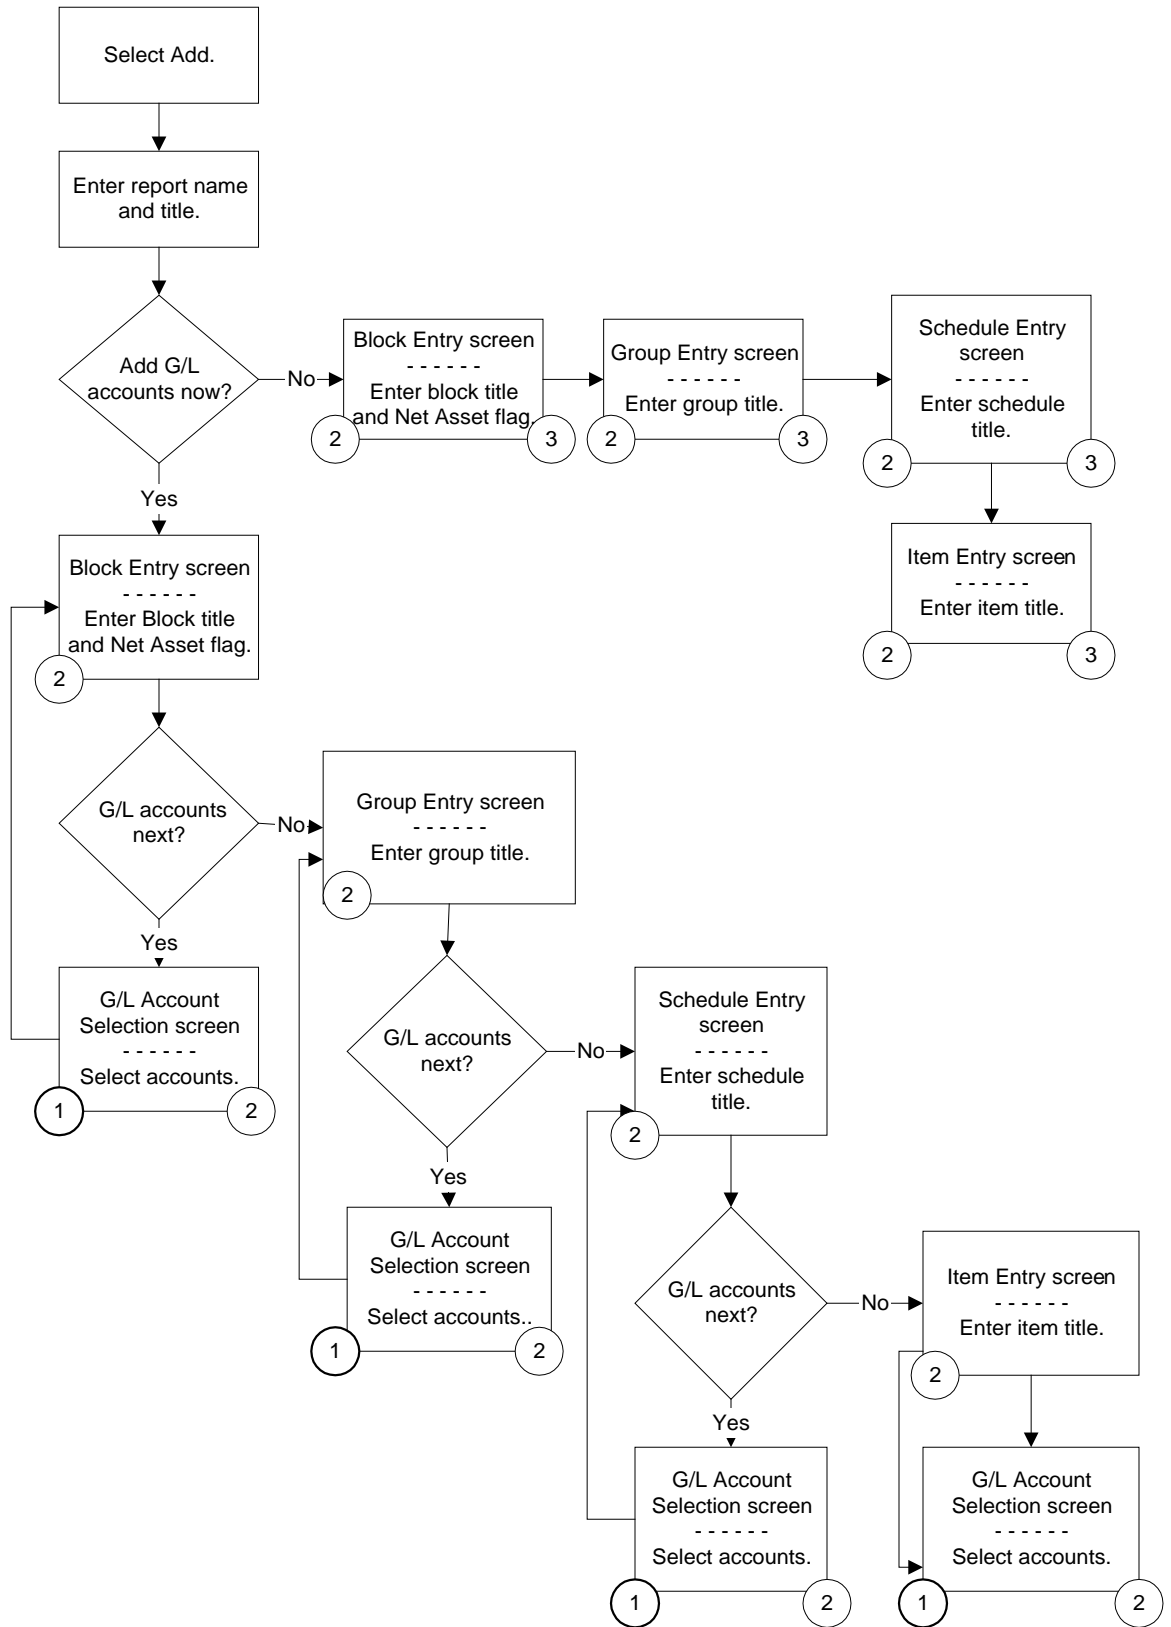 Select Add.
Enter report name
and title.
Add G/L
accounts now?
No
Block Entry screen
- - - - - -
Enter block title
and Net Asset flag.
2
3
Group Entry screen
- - - - - -
Enter group title.
2
3
Schedule Entry
screen
- - - - - -
Enter schedule
title.
2
3
Item Entry screen
- - - - - -
Enter item title.
2
3
Yes
Block Entry screen
- - - - - -
Enter Block title
and Net Asset flag.
2
G/L accounts
next?
No
Group Entry screen
- - - - - -
Enter group title.
2
Yes
G/L Account
Selection screen
- - - - - -
Select accounts.
1
2
G/L accounts
next?
No
Schedule Entry
screen
- - - - - -
Enter schedule
title.
2
Yes
G/L Account
Selection screen
- - - - - -
Select accounts..
1
2
G/L accounts
next?
No
Item Entry screen
- - - - - -
Enter item title.
2
Yes
G/L Account
Selection screen
- - - - - -
Select accounts.
1
2
G/L Account
Selection screen
- - - - - -
Select accounts.
1
2